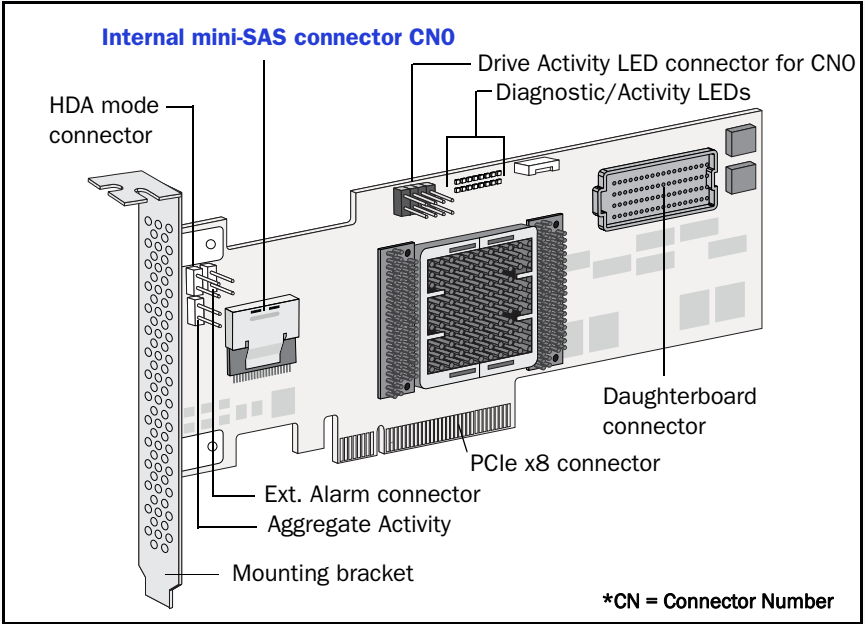 Internal mini-SAS connector CN0
Drive Activity LED connector for CN0
Diagnostic/Activity LEDs
HDA mode
connector
Daughterboard
connector
PCIe x8 connector
Ext. Alarm connector
Aggregate Activity
Mounting bracket
*CN = Connector Number